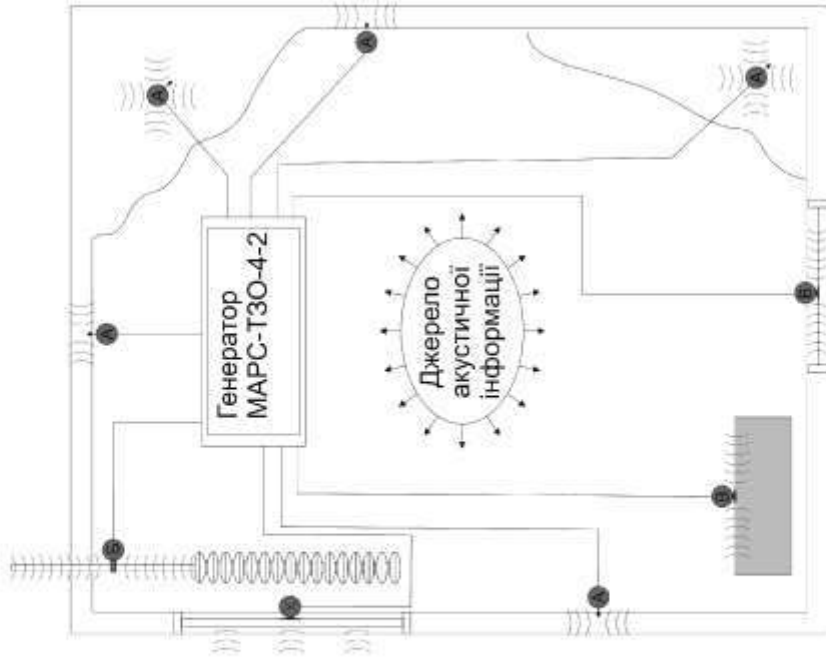 Генератор
МАРС-ТЗО-4-2
Джерело
акустичної
інформації
А
А
А
А
Б
Б
В
А